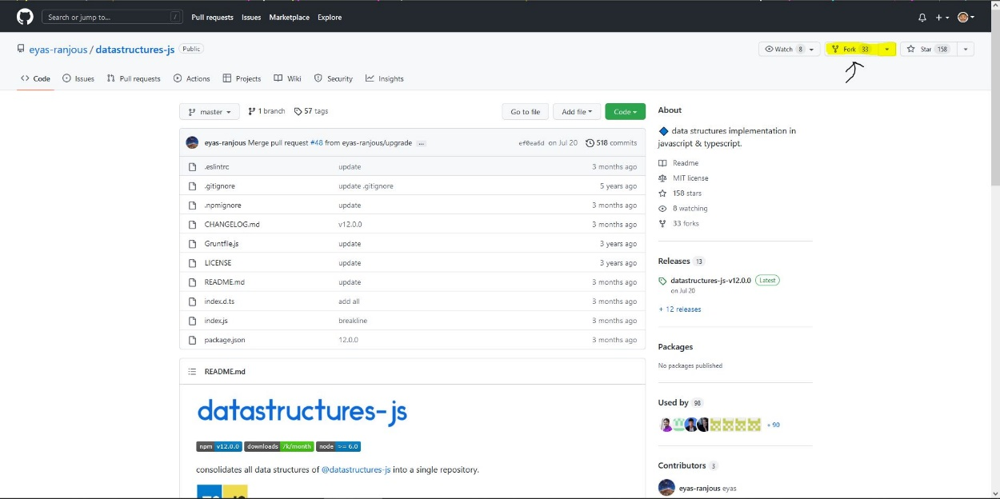 Search or jump to... /
Pull requests Issues Marketplace Explore
eyas-ranjous / datastructures-js Public
Watch 8 Fork 33 Star 158
Code Issues Pull requests Actions Projects Wiki Security Insights
master 1 branch 57 tags Go to file Add file Code
eyas-ranjous Merge pull request #48 from eyas-ranjous/upgrade ... ef0ea6d on Jul 20 518 commits
.eslintrc update 3 months ago
.gitignore update .gitignore 5 years ago
.npmignore update 3 months ago
CHANGELOG.md v12.0.0 3 months ago
Gruntfile.js update 3 years ago
LICENSE update 3 years ago
README.md update 3 months ago
index.d.ts add all 3 months ago
index.js breakline 3 months ago
package.json 12.0.0 3 months ago
README.md
datastructures-js
npm v12.0.0 downloads 7k/month node >= 6.0
consolidates all data structures of @datastructures-js into a single repository.
About
data structures implementation in
javascript & typescript.
Readme
MIT license
158 stars
8 watching
33 forks
Releases 13
datastructures-js-v12.0.0 Latest
on Jul 20
+ 12 releases
Packages
No packages published
Used by 98
+ 90
Contributors 3
eyas-ranjous eyas